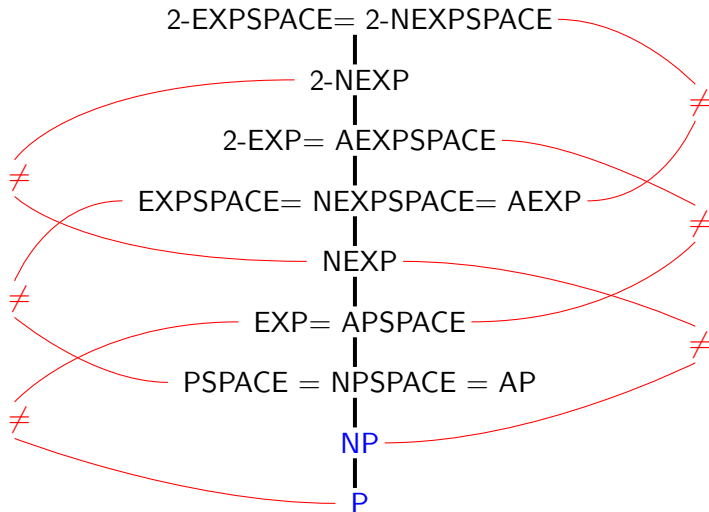 2-EXPSPACE= 2-NEXPSPACE
≠
2-NEXP
2-EXP= AEXPSPACE
≠
EXPSPACE= NEXPSPACE= AEXP
≠
NEXP
≠
EXP= APSPACE
≠
PSPACE = NPSPACE = AP
≠
NP
P